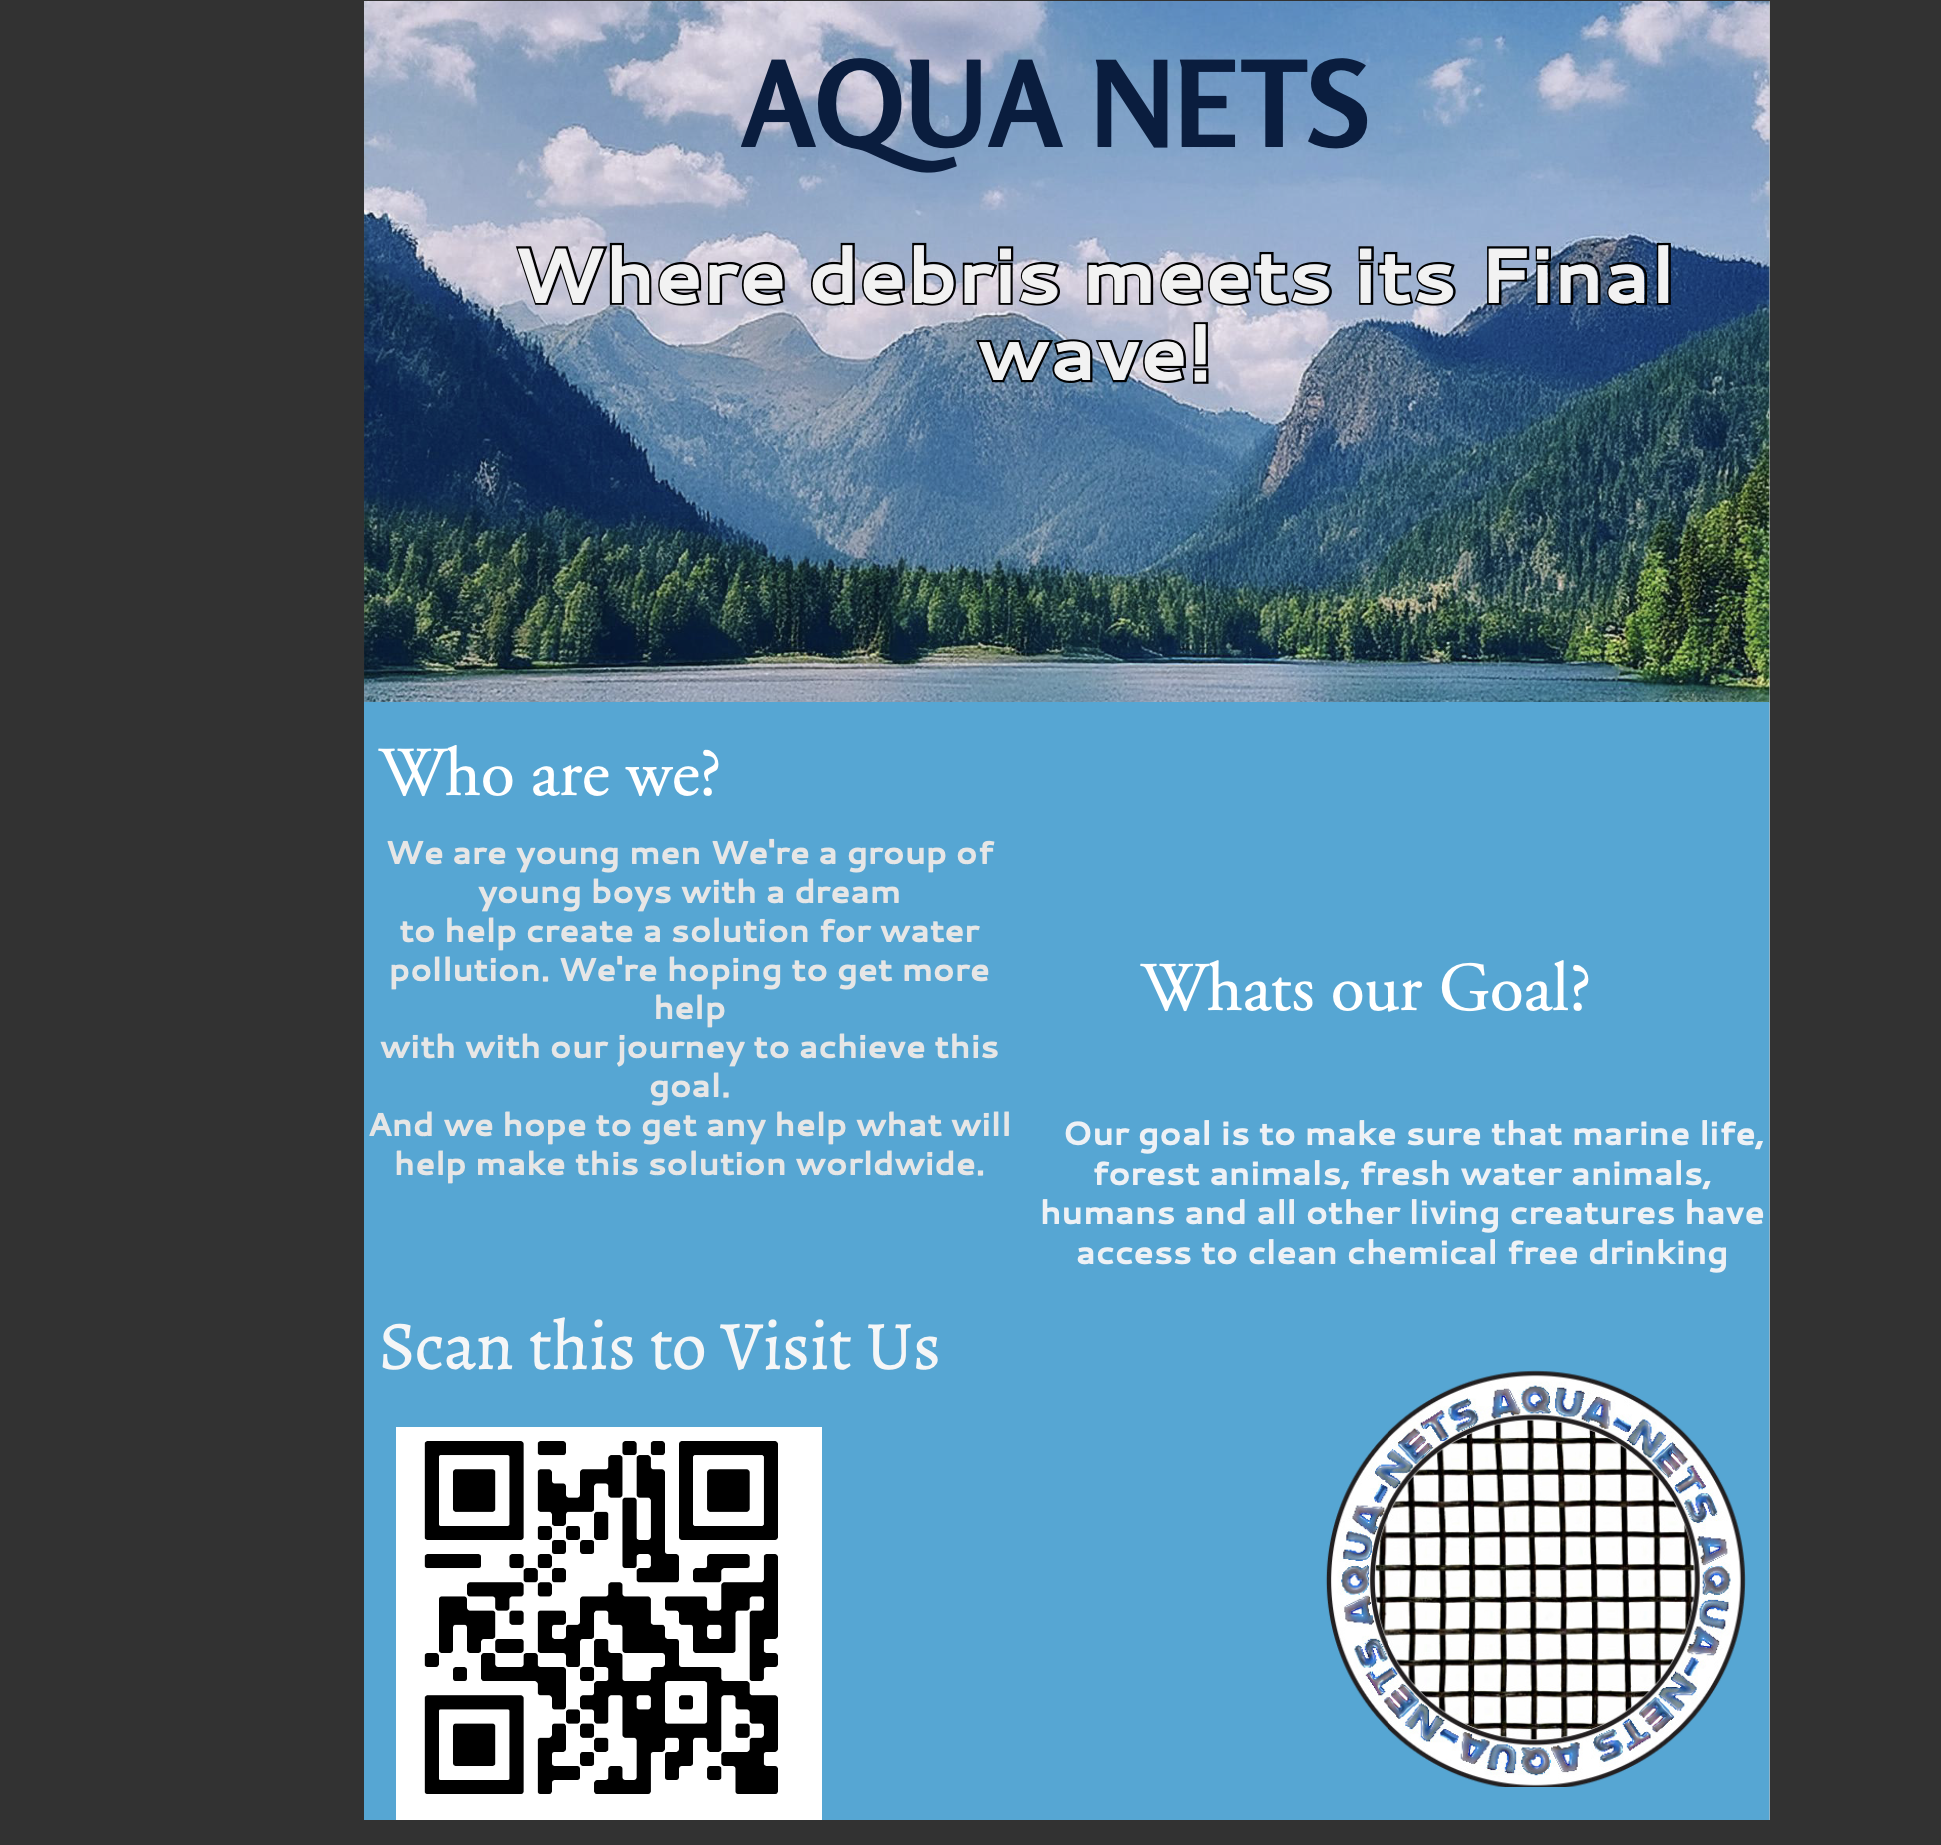 AQUA NETS
Where debris meets its Final
wave!
Who are we?
We are young men We're a group of
young boys with a dream
to help create a solution for water
pollution. We're hoping to get more
help
with with our journey to achieve this
goal.
And we hope to get any help what will
help make this solution worldwide.
Whats our Goal?
Our goal is to make sure that marine life,
forest animals, fresh water animals,
humans and all other living creatures have
access to clean chemical free drinking
Scan this to Visit Us
AQUA-NETS AQUA-NETS AQUA-NETS AQUA-NETS